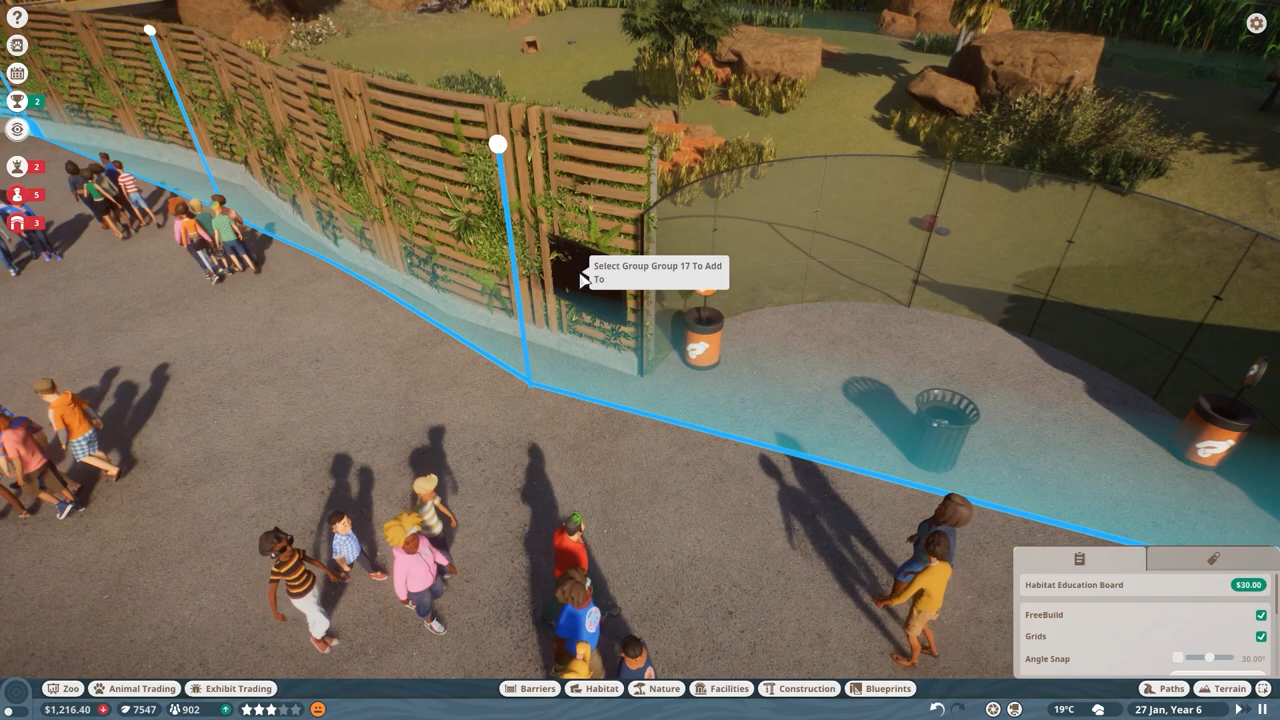 ?
2
2
5
3
Select Group Group 17 To Add
To
Habitat Education Board $30.00
FreeBuild
Grids
Angle Snap 30.00°
Zoo Animal Trading Exhibit Trading Barriers Habitat Nature Facilities Construction Blueprints Paths Terrain
$1,216.40 7547 902 19°C 27 Jan, Year 6